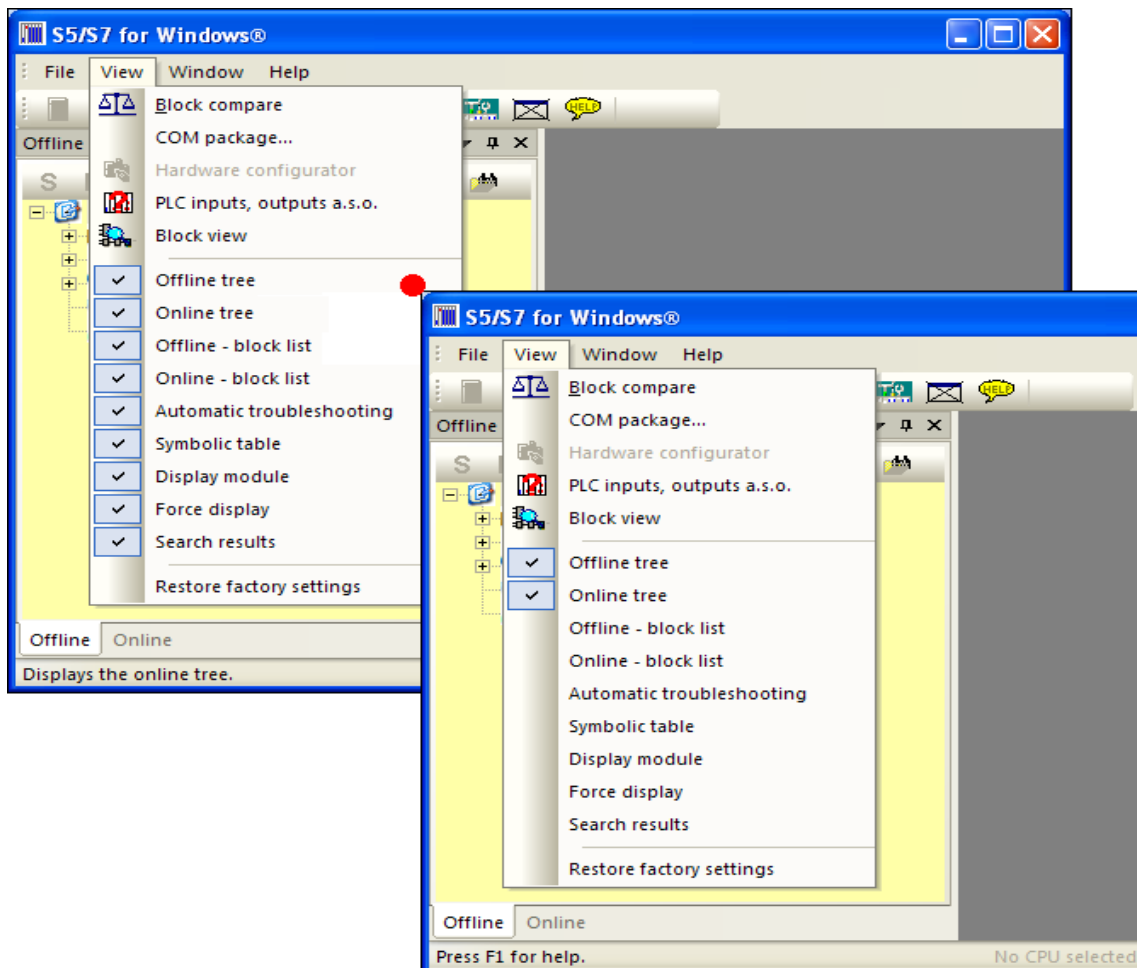 S5/S7 for Windows®
File View Window Help
Block compare
HELP
COM package...
Offline
Hardware configurator
S
PLC inputs, outputs a.s.o.
Block view
Offline tree
Online tree
Offline - block list
Online - block list
Automatic troubleshooting
Symbolic table
Display module
Force display
Search results
Restore factory settings
Offline Online
Displays the online tree.
S5/S7 for Windows®
File View Window Help
Block compare
HELP
COM package...
Offline
Hardware configurator
S
PLC inputs, outputs a.s.o.
Block view
Offline tree
Online tree
Offline - block list
Online - block list
Automatic troubleshooting
Symbolic table
Display module
Force display
Search results
Restore factory settings
Offline Online
Press F1 for help. No CPU selected